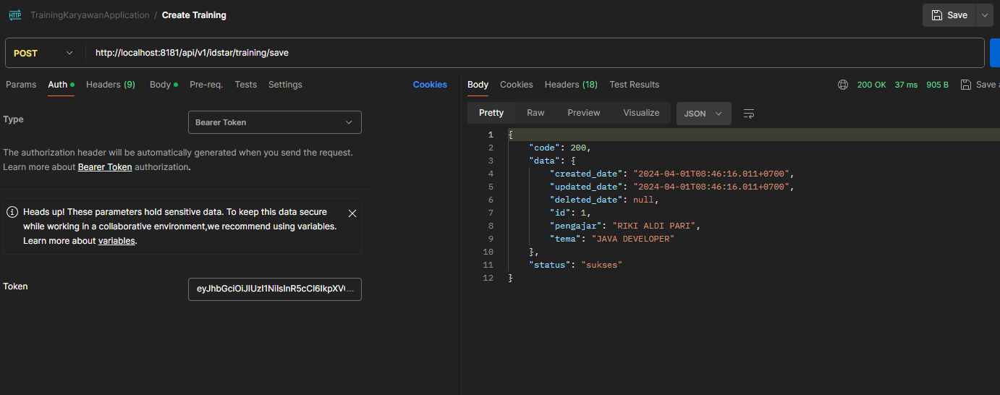 HTTP TrainingKaryawanApplication / Create Training
Save
POST http://localhost:8181/api/v1/idstar/training/save
Params Auth Headers (9) Body Pre-req. Tests Settings Cookies
Type Bearer Token
The authorization header will be automatically generated when you send the request.
Learn more about Bearer Token authorization.
Heads up! These parameters hold sensitive data. To keep this data secure
while working in a collaborative environment,we recommend using variables.
Learn more about variables.
Token eyJhbGciOiJIUzI1NiIsInR5cCI6IkpXV...
Body Cookies Headers (18) Test Results 200 OK 37 ms 905 B Save
Pretty Raw Preview Visualize JSON
1 {
2 "code": 200,
3 "data": {
4 "created_date": "2024-04-01T08:46:16.011+0700",
5 "updated_date": "2024-04-01T08:46:16.011+0700",
6 "deleted_date": null,
7 "id": 1,
8 "pengajar": "RIKI ALDI PARI",
9 "tema": "JAVA DEVELOPER"
10 },
11 "status": "sukses"
12 }